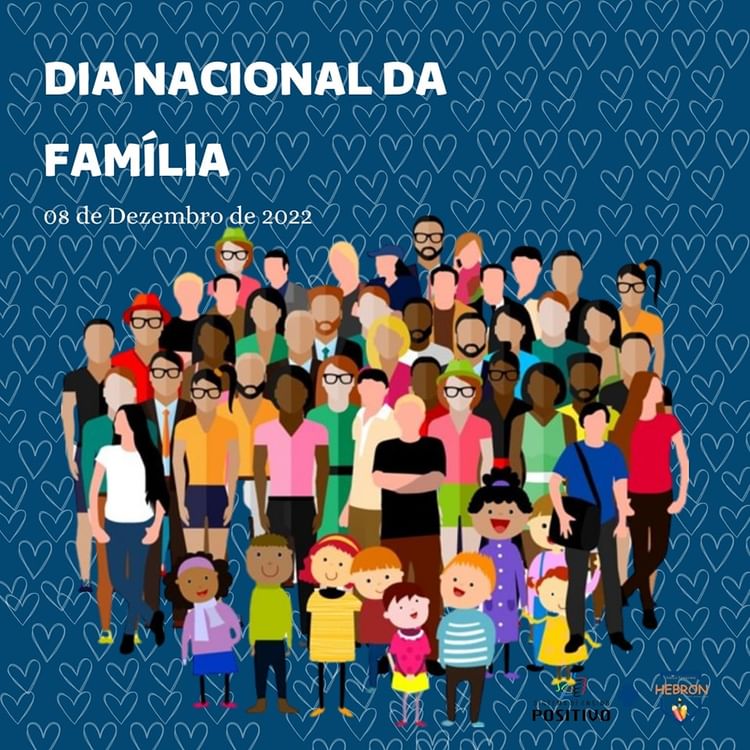 DIA NACIONAL DA
FAMÍLIA
08 de Dezembro de 2022
POSITIVO
HEBRON